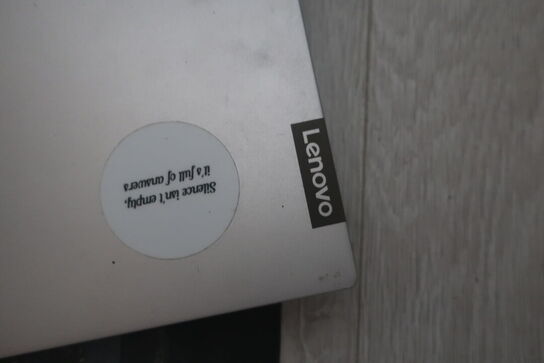 Silence isn't empty,
it's full of answers
Lenovo